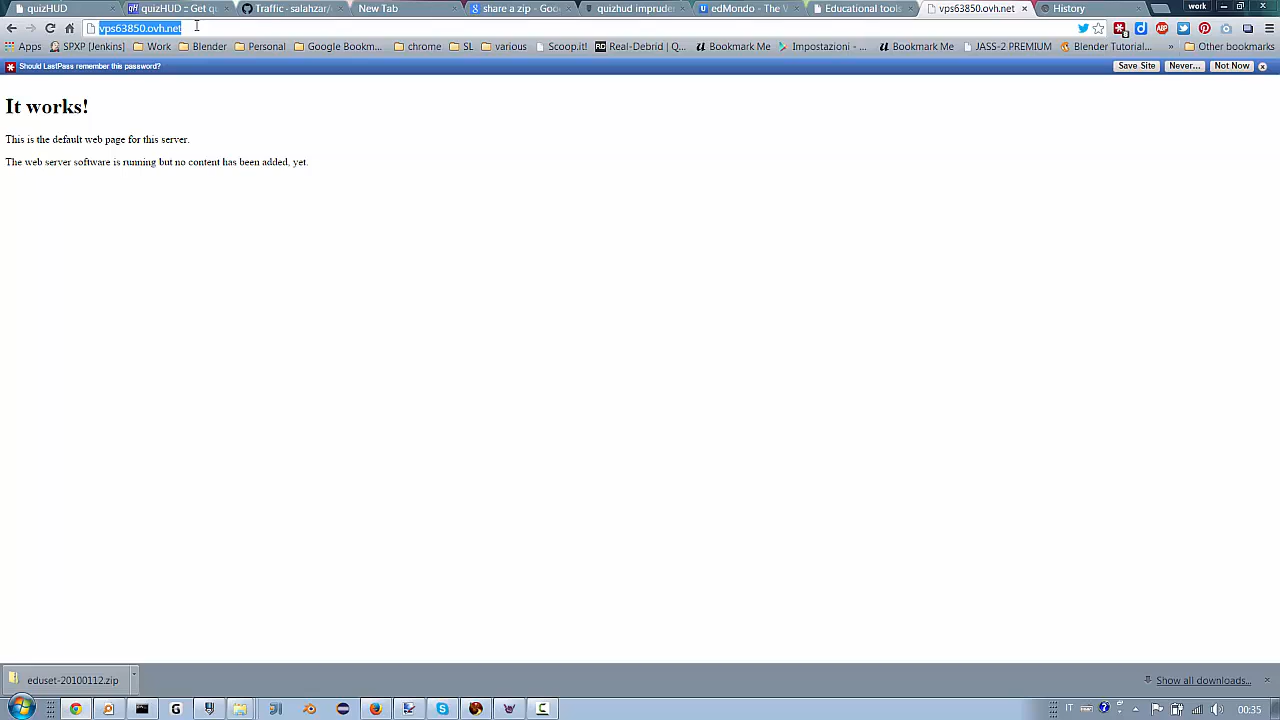 quizHUD
quizHUD :: Get qu
Traffic · salahzar/
New Tab
share a zip - Goo
quizhud imprude
edMondo - The V
Educational tools
vps63850.ovh.net
History
work
vps63850.ovh.net
Apps
SPXP [Jenkins]
Work
Blender
Personal
Google Bookm...
chrome
SL
various
Scoop.it!
Real-Debrid | Q...
Bookmark Me
Impostazioni - ...
Bookmark Me
JASS-2 PREMIUM
Blender Tutorial...
»
Other bookmarks
Should LastPass remember this password?
Save Site
Never...
Not Now
It works!
This is the default web page for this server.
The web server software is running but no content has been added, yet.
eduset-20100112.zip
Show all downloads...
IT
00:35